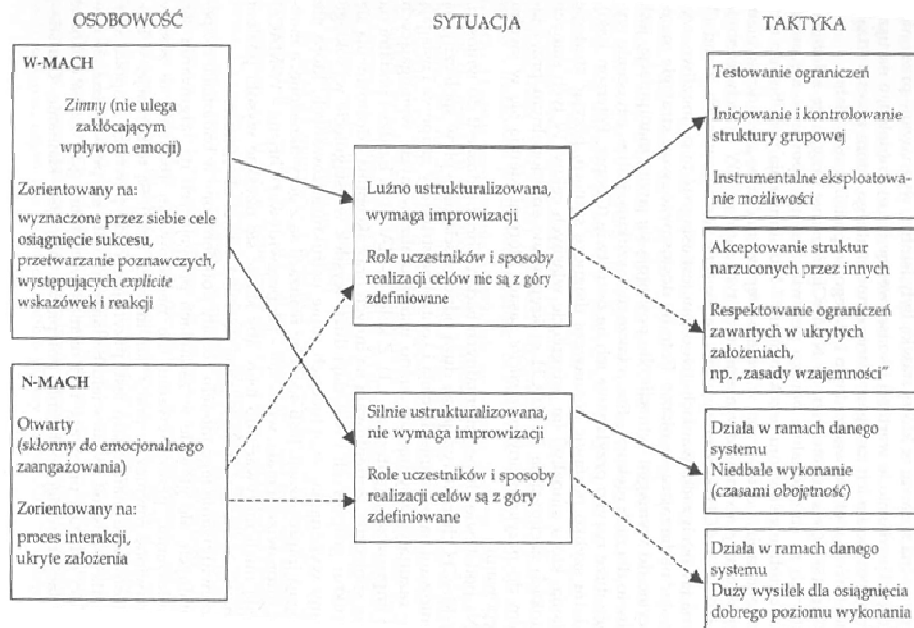 OSOBOWOŚĆ
SYTUACJA
TAKTYKA
W-MACH
Zimny (nie ulega
zakłócającym
wpływom emocji)
Zorientowany na:
wyznaczone przez siebie cele
osiągnięcie sukcesu,
przetwarzanie poznawczych,
występujących explicite
wskazówek i reakcji
N-MACH
Otwarty
(skłonny do emocjonalnego
zaangażowania)
Zorientowany na:
proces interakcji,
ukryte założenia
Luźno ustrukturalizowana,
wymaga improwizacji
Role uczestników i sposoby
realizacji celów nie są z góry
zdefiniowane
Silnie ustrukturalizowana,
nie wymaga improwizacji
Role uczestników i sposoby
realizacji celów są z góry
zdefiniowane
Testowanie ograniczeń
Inicjowanie i kontrolowanie
struktury grupowej
Instrumentalne eksploatowa-
nie możliwości
Akceptowanie struktur
narzuconych przez innych
Respektowanie ograniczeń
zawartych w ukrytych
założeniach,
np. „zasady wzajemności”
Działa w ramach danego
systemu
Niedbałe wykonanie
(czasami obojętność)
Działa w ramach danego
systemu
Duży wysiłek dla osiągnięcia
dobrego poziomu wykonania